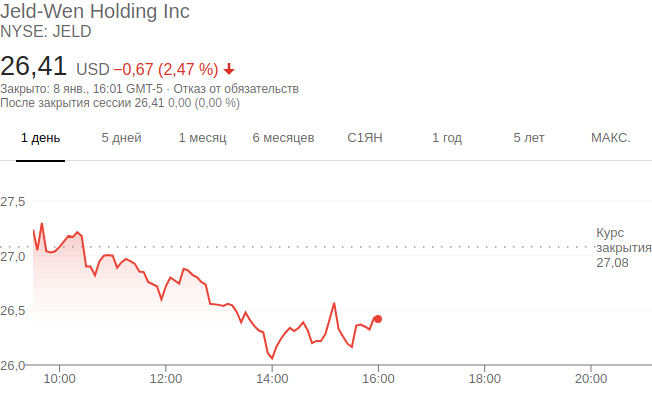 Jeld-Wen Holding Inc
NYSE: JELD
26,41 USD −0,67 (2,47 %)
Закрыто: 8 янв., 16:01 GMT-5 · Отказ от обязательств
После закрытия сессии 26,41 0,00 (0,00 %)
1 день 5 дней 1 месяц 6 месяцев С1ЯН 1 год 5 лет МАКС.
27,5
Курс
закрытия
27,08
27,0
26,5
26,0
10:00 12:00 14:00 16:00 18:00 20:00